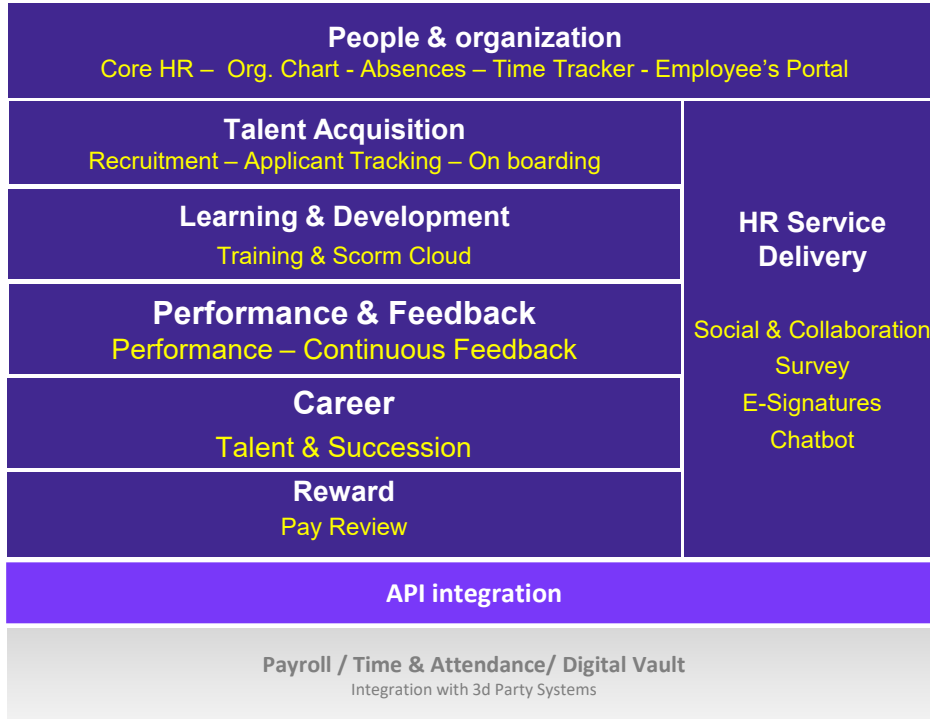 People & organization
Core HR – Org. Chart - Absences – Time Tracker - Employee’s Portal
Talent Acquisition
Recruitment – Applicant Tracking – On boarding
Learning & Development
Training & Scorm Cloud
Performance & Feedback
Performance – Continuous Feedback
Career
Talent & Succession
Reward
Pay Review
HR Service
Delivery
Social & Collaboration
Survey
E-Signatures
Chatbot
API integration
Payroll / Time & Attendance/ Digital Vault
Integration with 3d Party Systems